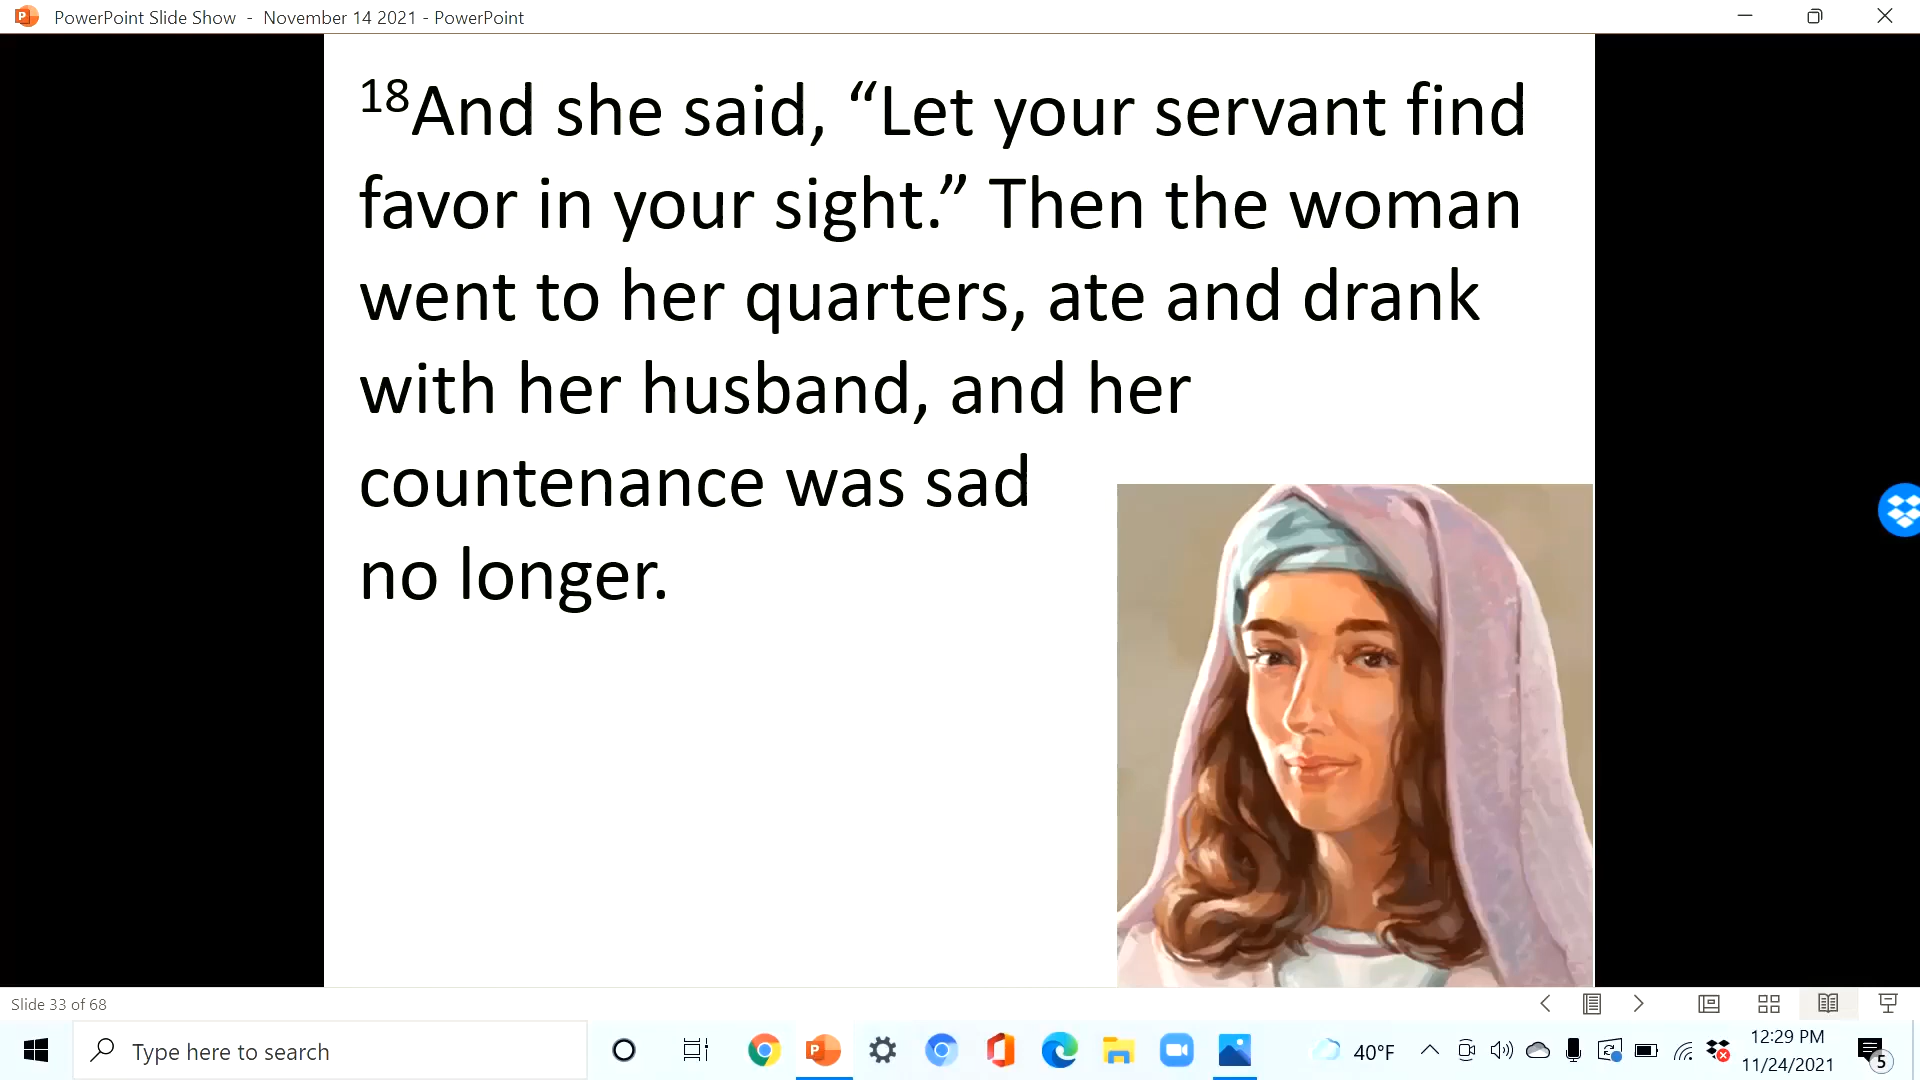 PowerPoint Slide Show - November 14 2021 - PowerPoint
18And she said, “Let your servant find
favor in your sight.” Then the woman
went to her quarters, ate and drank
with her husband, and her
countenance was sad
no longer.
Slide 33 of 68
Type here to search
40°F
12:29 PM
11/24/2021
5